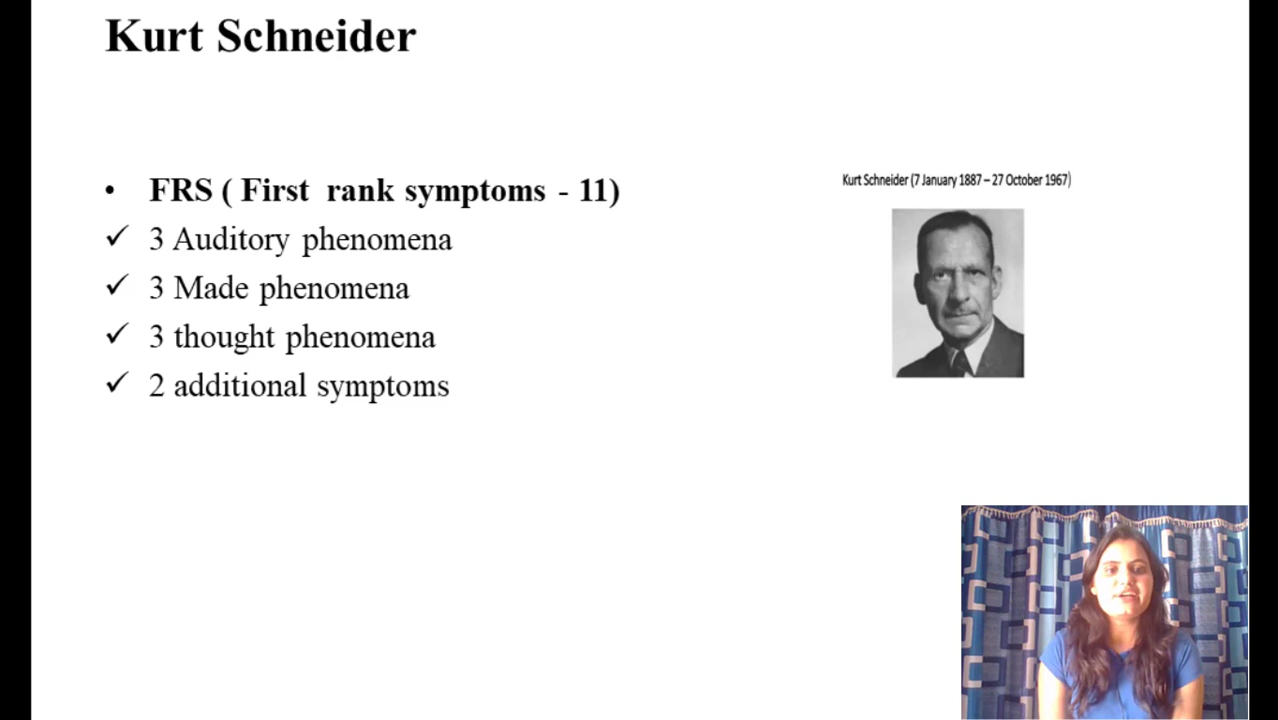 Kurt Schneider
• FRS ( First rank symptoms - 11)
✓ 3 Auditory phenomena
✓ 3 Made phenomena
✓ 3 thought phenomena
✓ 2 additional symptoms
Kurt Schneider (7 January 1887 – 27 October 1967)